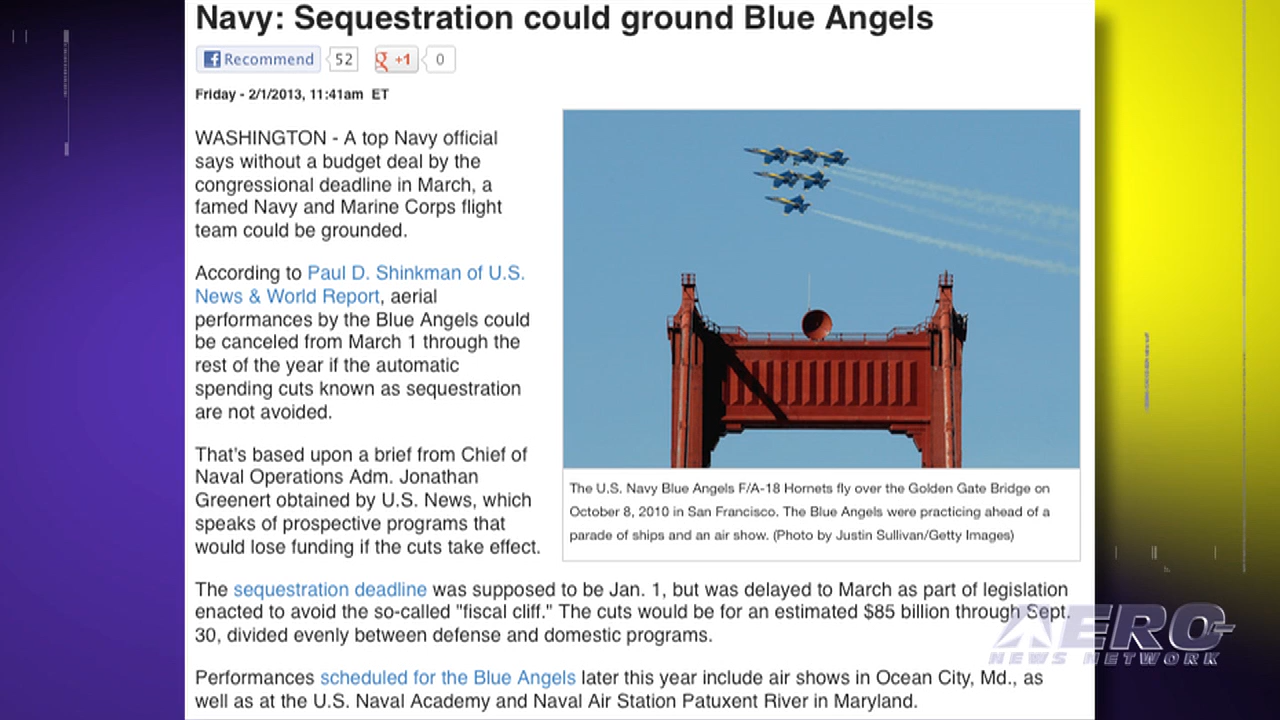 Navy: Sequestration could ground Blue Angels
Recommend 52 +1 0
Friday - 2/1/2013, 11:41am ET
WASHINGTON - A top Navy official
says without a budget deal by the
congressional deadline in March, a
famed Navy and Marine Corps flight
team could be grounded.
According to Paul D. Shinkman of U.S.
News & World Report, aerial
performances by the Blue Angels could
be canceled from March 1 through the
rest of the year if the automatic
spending cuts known as sequestration
are not avoided.
That's based upon a brief from Chief of
Naval Operations Adm. Jonathan
Greenert obtained by U.S. News, which
speaks of prospective programs that
would lose funding if the cuts take effect.
The U.S. Navy Blue Angels F/A-18 Hornets fly over the Golden Gate Bridge on
October 8, 2010 in San Francisco. The Blue Angels were practicing ahead of a
parade of ships and an air show. (Photo by Justin Sullivan/Getty Images)
The sequestration deadline was supposed to be Jan. 1, but was delayed to March as part of legislation
enacted to avoid the so-called "fiscal cliff." The cuts would be for an estimated $85 billion through Sept.
30, divided evenly between defense and domestic programs.
Performances scheduled for the Blue Angels later this year include air shows in Ocean City, Md., as
well as at the U.S. Naval Academy and Naval Air Station Patuxent River in Maryland.
AERO
NEWS NETWORK